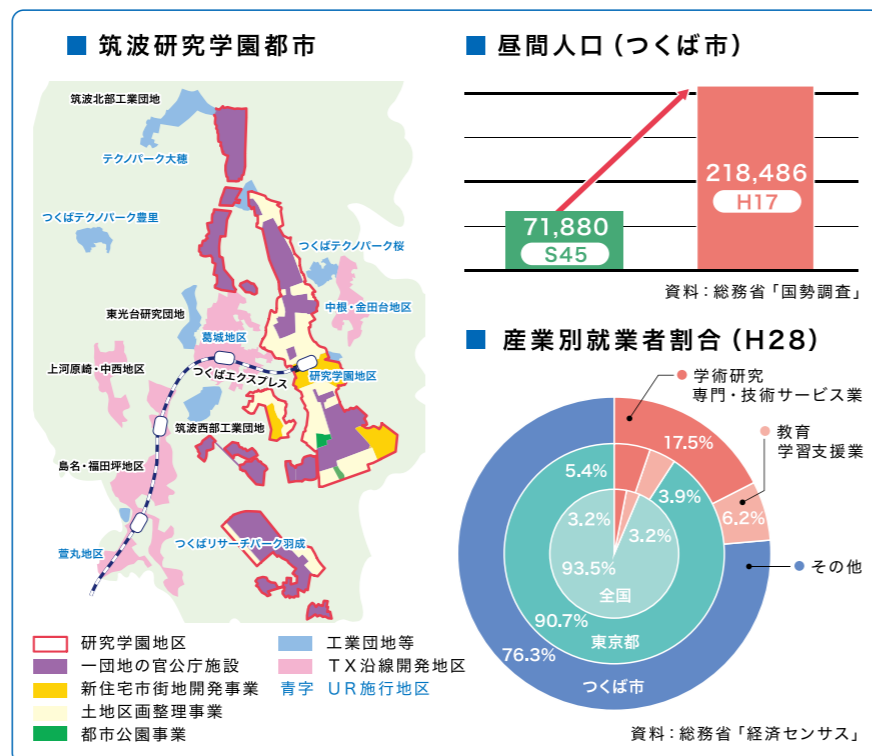 ■ 筑波研究学園都市
筑波北部工業団地
テクノパーク大穂
つくばテクノパーク豊里
つくばテクノパーク桜
東光台研究団地
葛城地区
中根・金田台地区
上河原崎・中西地区
つくばエクスプレス
研究学園地区
筑波西部工業団地
島名・福田坪地区
萱丸地区
つくばリサーチパーク羽成
研究学園地区
一団地の官公庁施設
新住宅市街地開発事業
土地区画整理事業
都市公園事業
工業団地等
TX沿線開発地区
青字 UR施行地区
■ 昼間人口(つくば市)
71,880
S45
218,486
H17
資料:総務省「国勢調査」
■ 産業別就業者割合(H28)
学術研究
専門・技術サービス業
教育
学習支援業
その他
17.5%
6.2%
76.3%
つくば市
5.4%
3.9%
90.7%
東京都
3.2%
3.2%
93.5%
全国
資料:総務省「経済センサス」